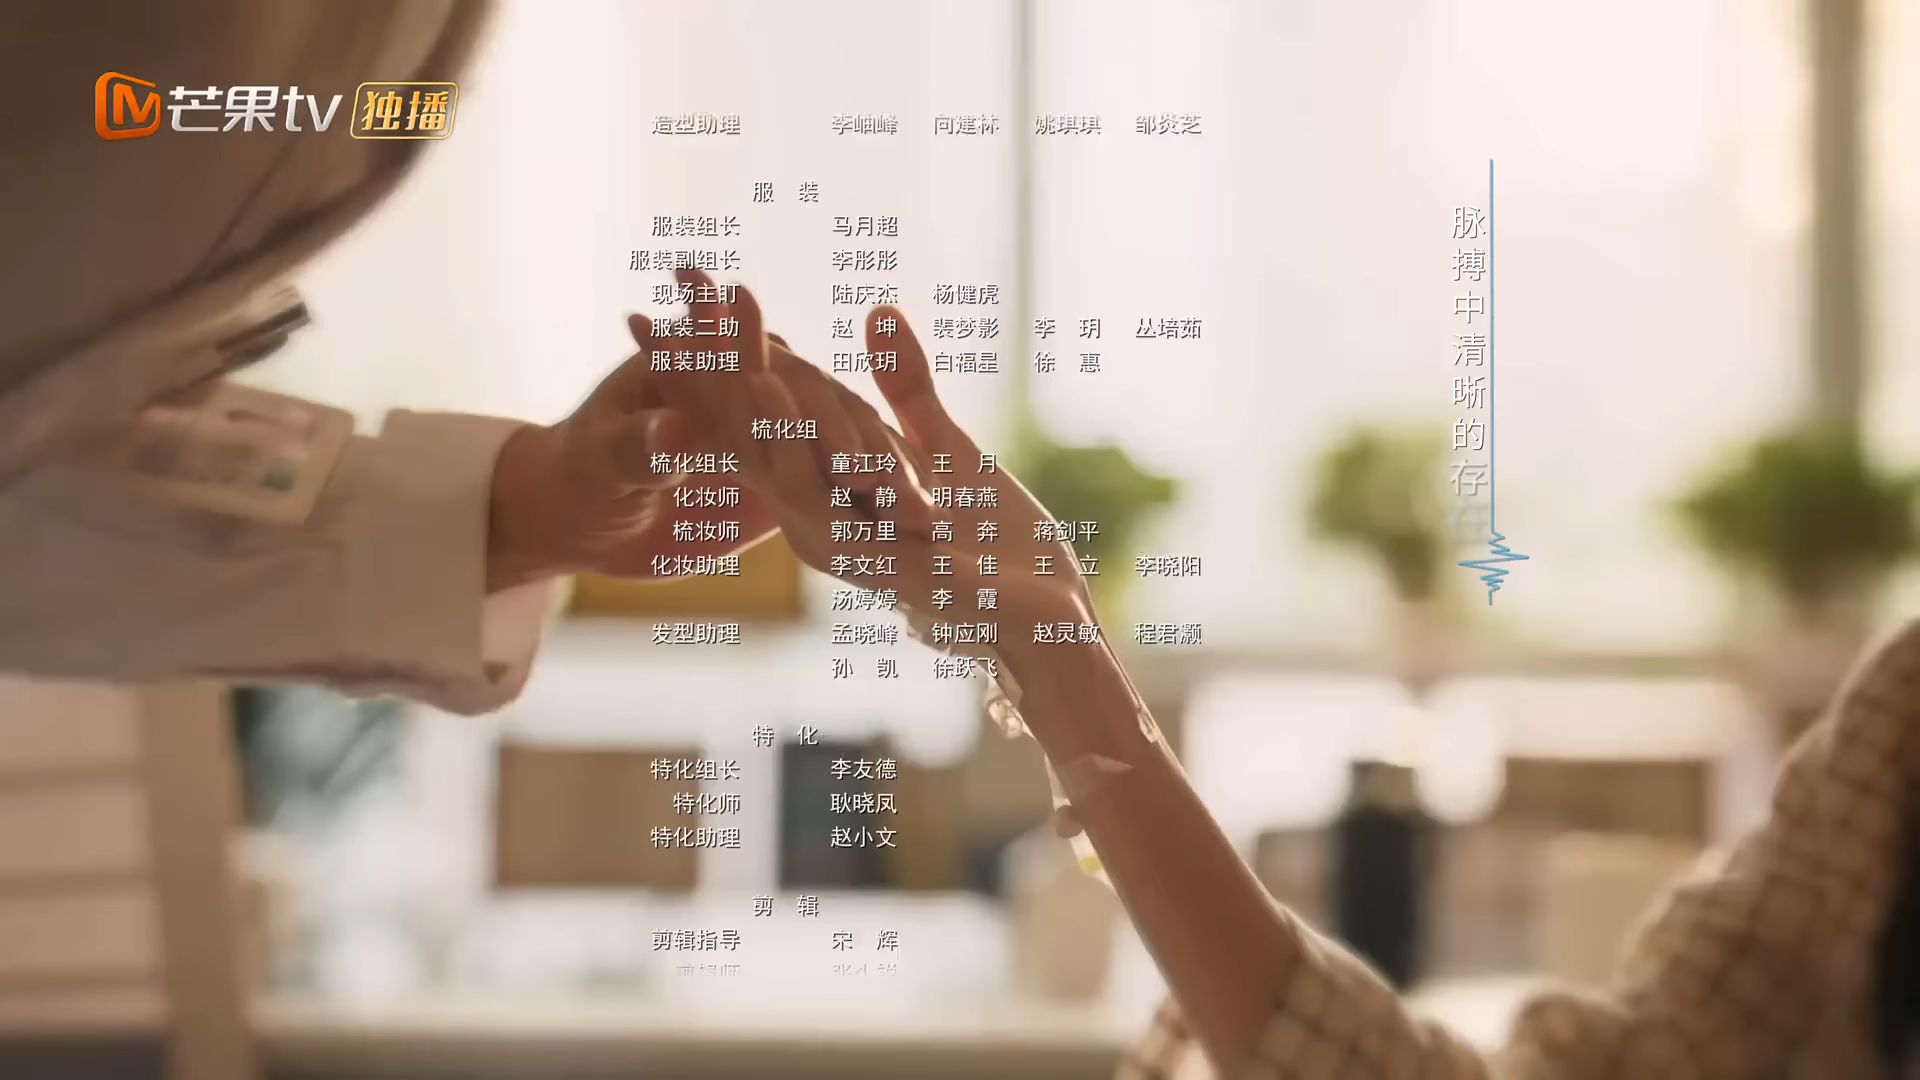 芒果tv 独播
造型助理 李岫峰 向建林 姚琪琪 邹炎芝
服 装
服装组长 马月超
服装副组长 李彤彤
现场主盯 陆庆杰 杨健虎
服装二助 赵 坤 裴梦影 李 玥 丛培茹
服装助理 田欣玥 白福星 徐 惠
梳化组
梳化组长 童江玲 王 月
化妆师 赵 静 明春燕
梳妆师 郭万里 高 奔 蒋剑平
化妆助理 李文红 王 佳 王 立 李晓阳
汤婷婷 李 霞
发型助理 孟晓峰 钟应刚 赵灵敏 程君灏
孙 凯 徐跃飞
特 化
特化组长 李友德
特化师 耿晓凤
特化助理 赵小文
剪 辑
剪辑指导 宋 辉
剪辑师
脉搏中清晰的存在